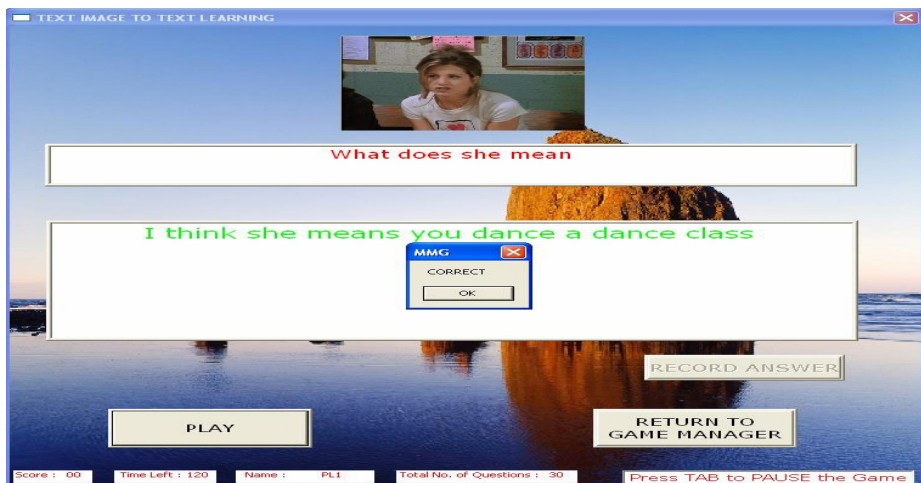 TEXT IMAGE TO TEXT LEARNING
What does she mean
I think she means you dance a dance class
MMG
CORRECT
OK
RECORD ANSWER
PLAY
RETURN TO
GAME MANAGER
Score : 00 Time Left : 120 Name : PL1 Total No. of Questions : 30 Press TAB to PAUSE the Game